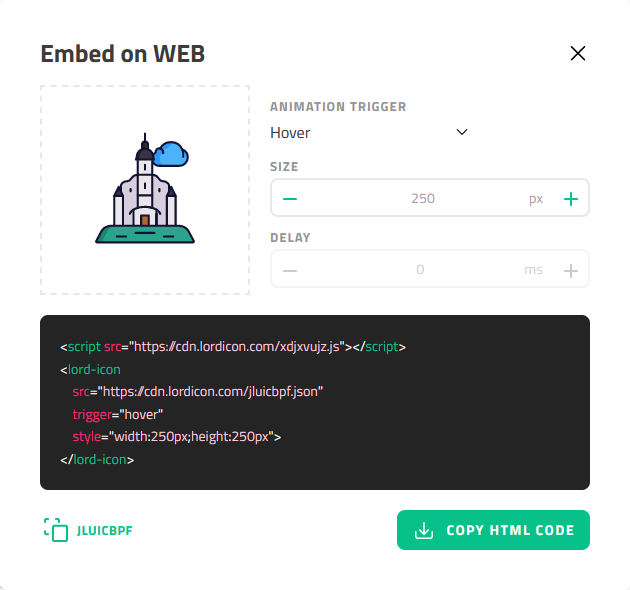 Embed on WEB
ANIMATION TRIGGER
Hover
SIZE
250 px
DELAY
0 ms
<script src="https://cdn.lordicon.com/xdjxvujz.js"></script>
<lord-icon
src="https://cdn.lordicon.com/jluicbpf.json"
trigger="hover"
style="width:250px;height:250px">
</lord-icon>
JLUICBPF
COPY HTML CODE